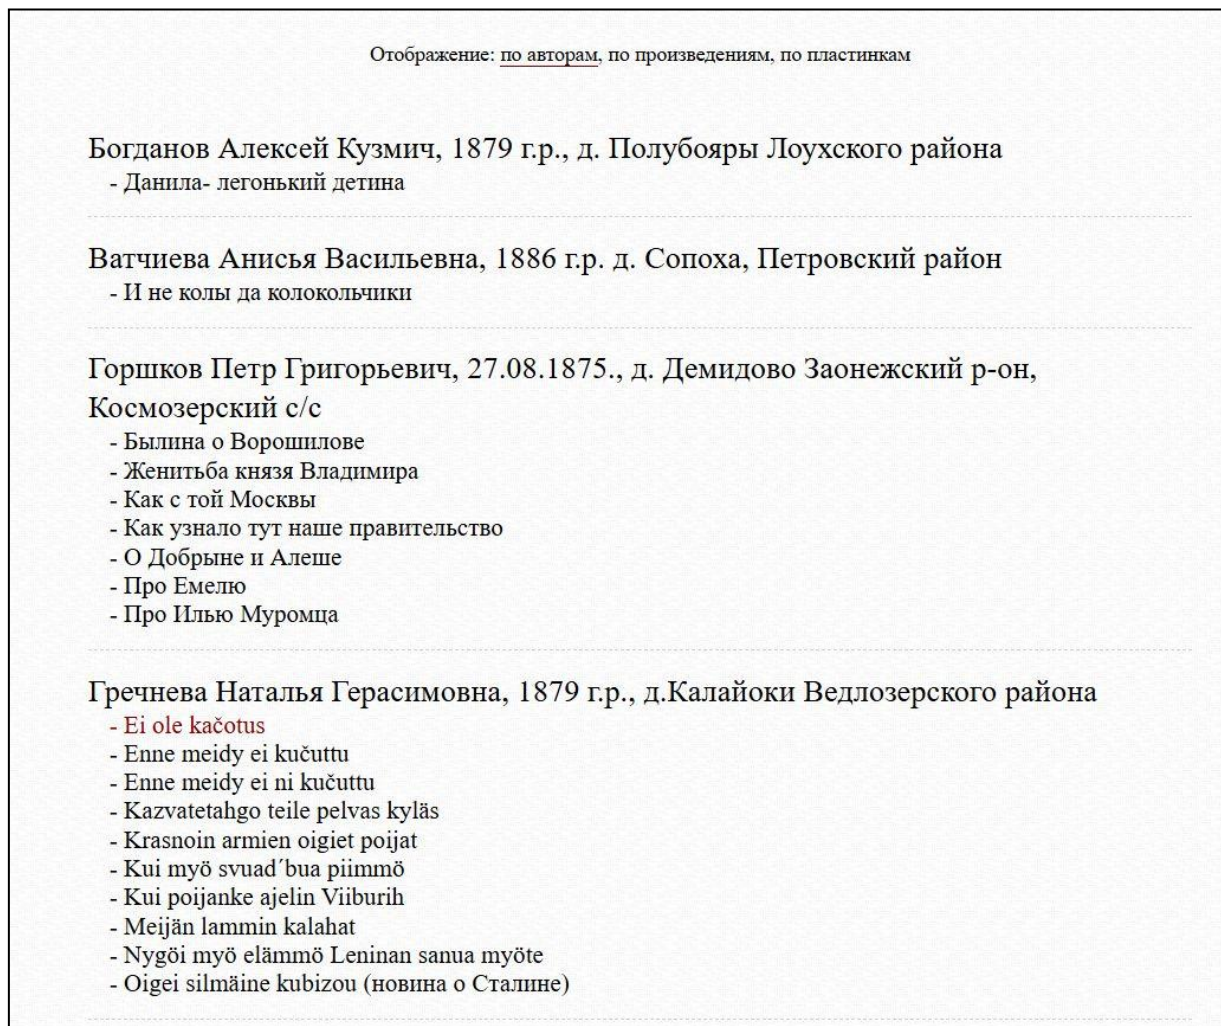 Отображение: по авторам, по произведениям, по пластинкам
Богданов Алексей Кузмич, 1879 г.р., д. Полубояры Лоухского района
- Данила- легонький детина
Ватчиева Анисья Васильевна, 1886 г.р. д. Сопоха, Петровский район
- И не колы да колокольчики
Горшков Петр Григорьевич, 27.08.1875., д. Демидово Заонежский р-он,
Космозерский с/с
- Былина о Ворошилове
- Женитьба князя Владимира
- Как с той Москвы
- Как узнало тут наше правительство
- О Добрыне и Алеше
- Про Емелю
- Про Илью Муромца
Гречнева Наталья Герасимовна, 1879 г.р., д.Калайоки Ведлозерского района
- Ei ole kačotus
- Enne meidy ei kučuttu
- Enne meidy ei ni kučuttu
- Kazvatetahgo teile pelvas kyläs
- Krasnoin armien oigiet poijat
- Kui myö svuad´bua piimmö
- Kui poijanke ajelin Viiburih
- Meijän lammin kalahat
- Nygöi myö elämmö Leninan sanua myöte
- Oigei silmäine kubizou (новина о Сталине)